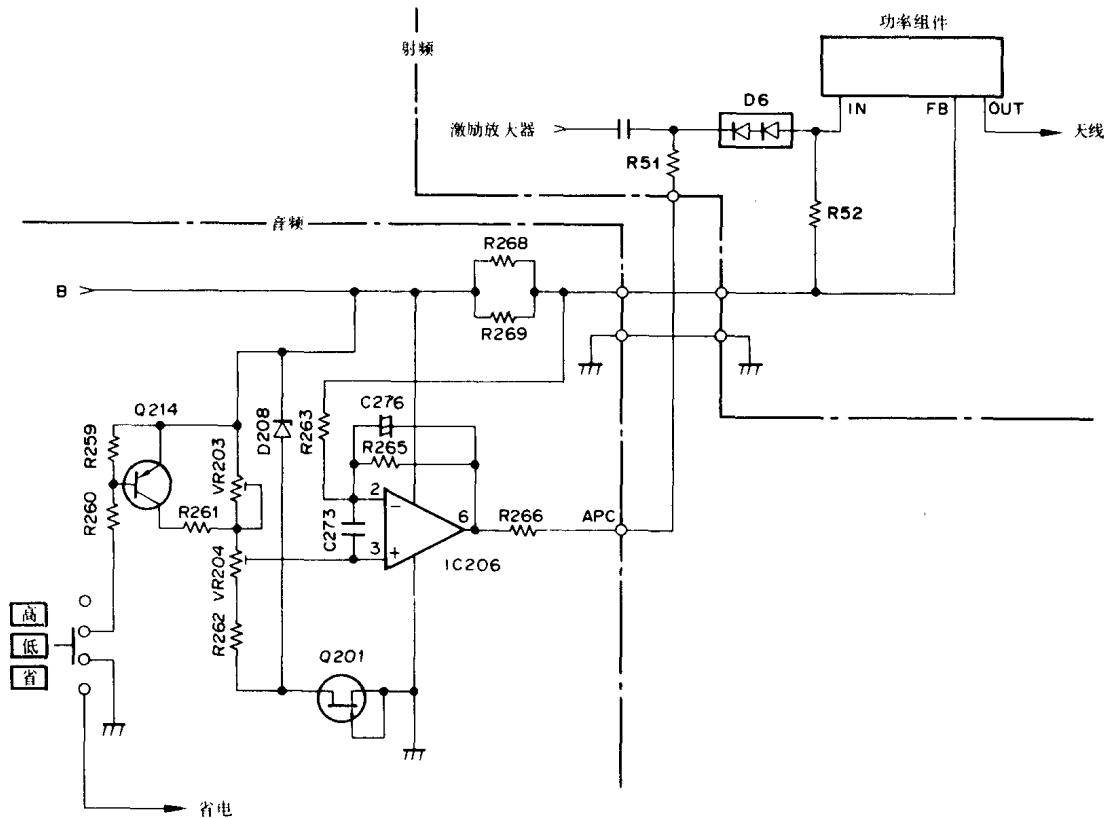 功率组件
射频
D6
IN
FB
OUT
激励放大器
天线
R51
R52
音频
R268
B
R269
Q214
C276
R259
VR203
D208
R263
R265
R260
R261
2
−
C273
6
R266
APC
VR204
3
+
IC206
高
低
省
R262
Q201
省电